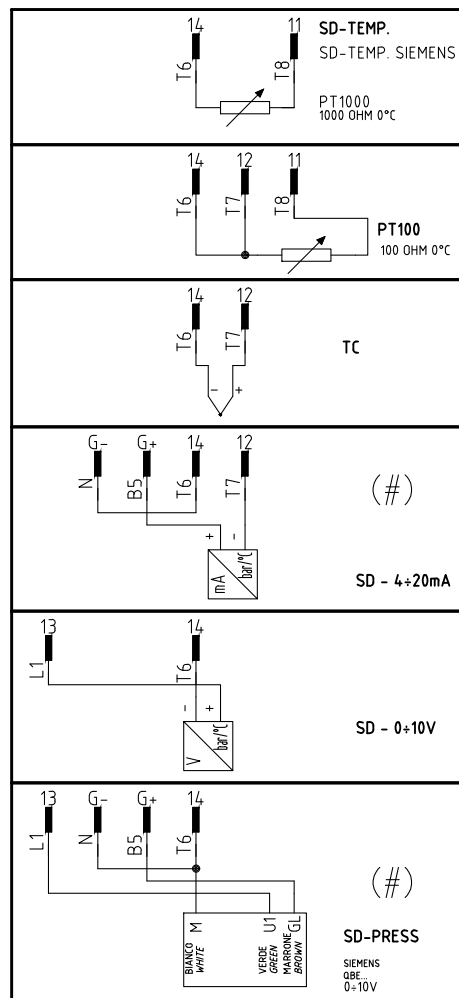 14 11 SD-TEMP.
SD-TEMP. SIEMENS
T6 T8
PT1000
1000 OHM 0°C
14 12 11
T6 T7 T8
PT100
100 OHM 0°C
14 12
T6 T7
TC
- +
G- G+ 14 12
N B5 T6 T7
(#)
+ -
mA bar/°C
SD - 4÷20mA
13 14
L1 T6
- +
V bar/°C
SD - 0÷10V
13 G- G+ 14
L1 N B5 T6
(#)
M U1 GL
BIANCO
WHITE
VERDE
GREEN
MARRONE
BROWN
SD-PRESS
SIEMENS
QBE...
0÷10V